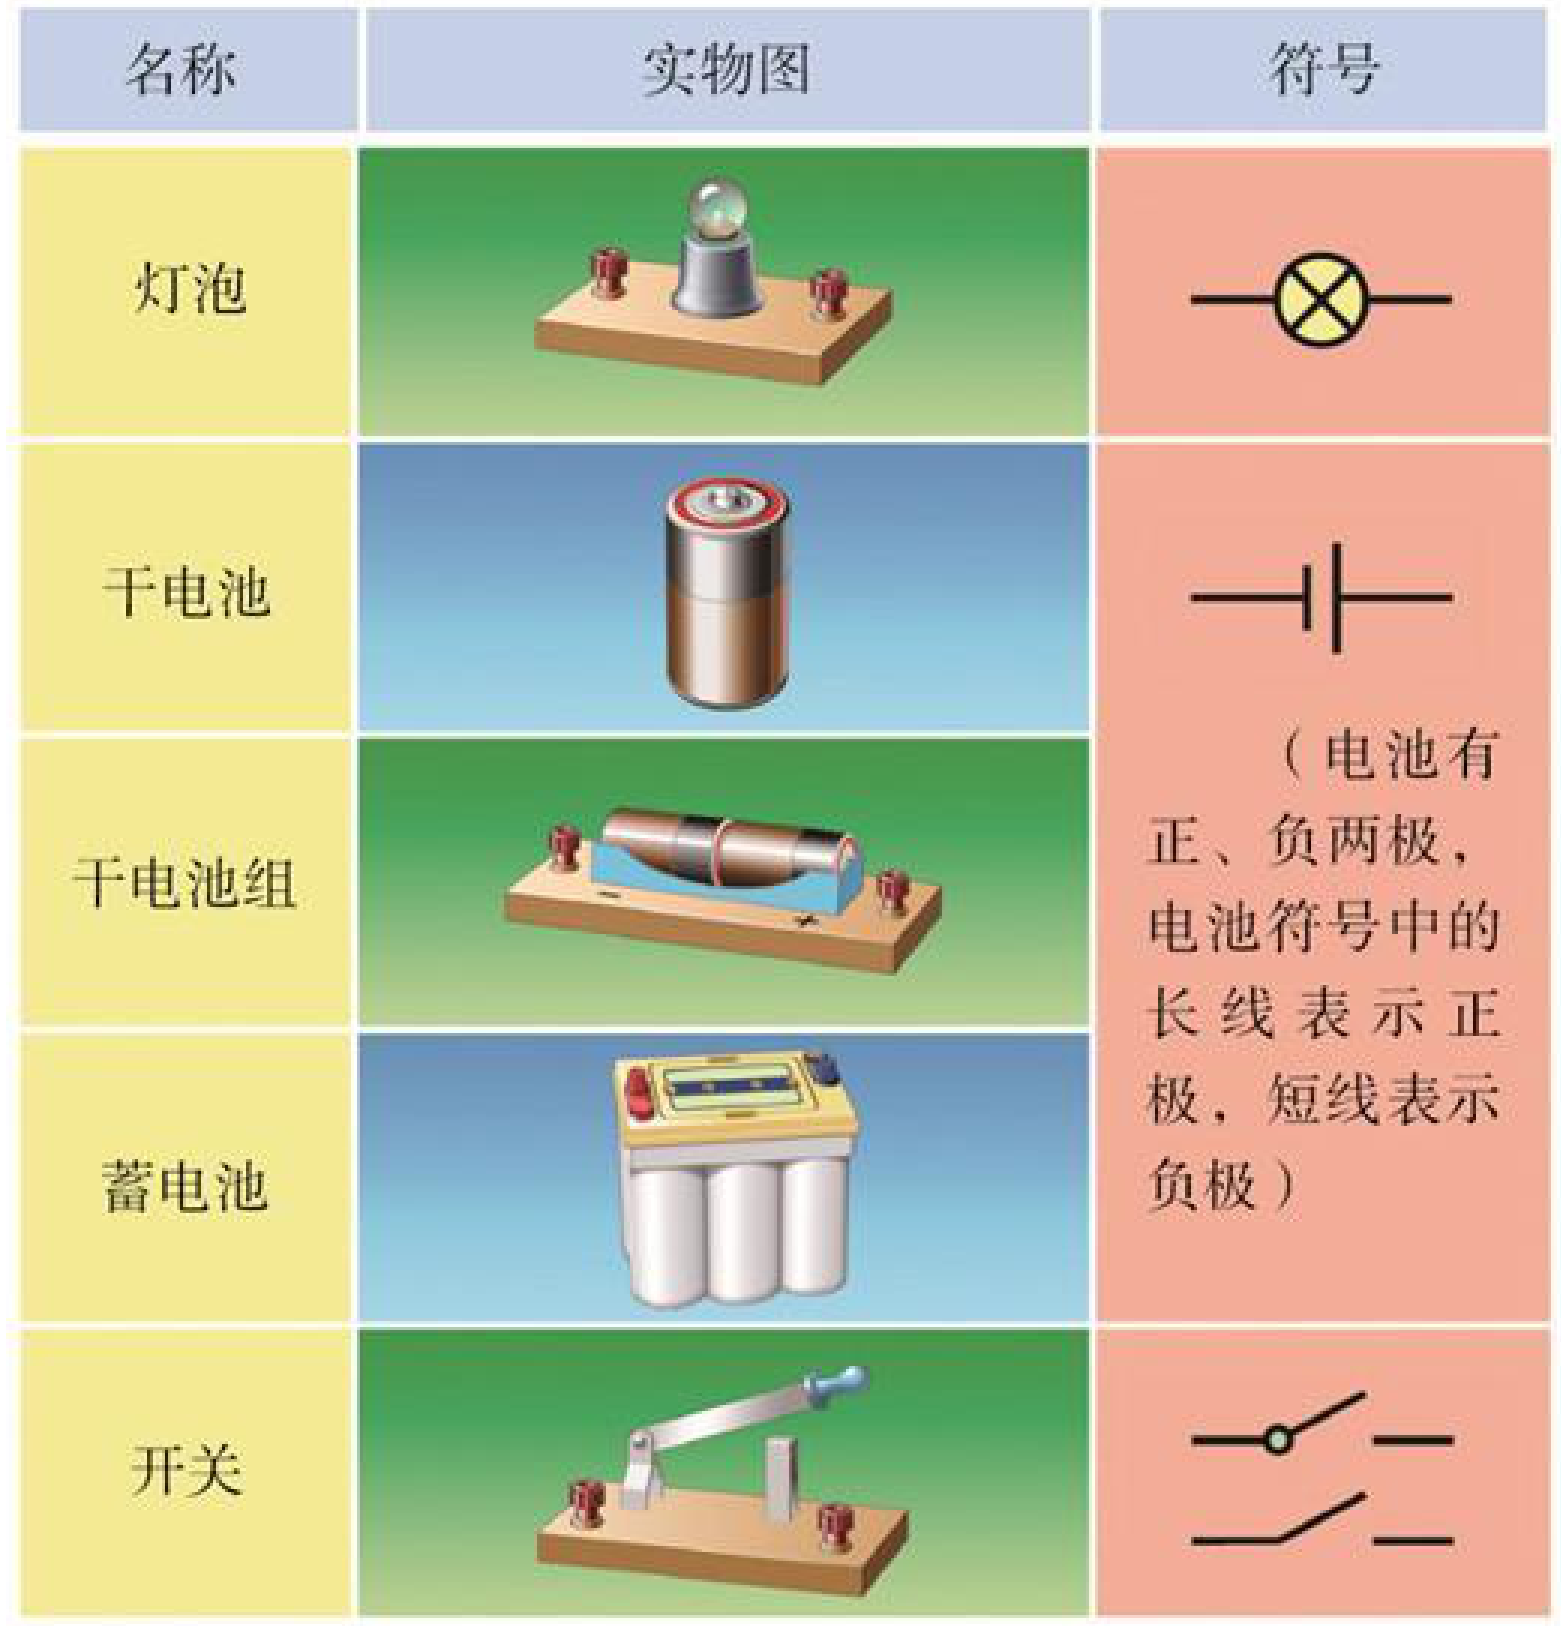 名称 实物图 符号
灯泡
干电池
干电池组
蓄电池
开关
－
＋
（电池有
正、负两极，
电池符号中的
长线表示正
极，短线表示
负极）